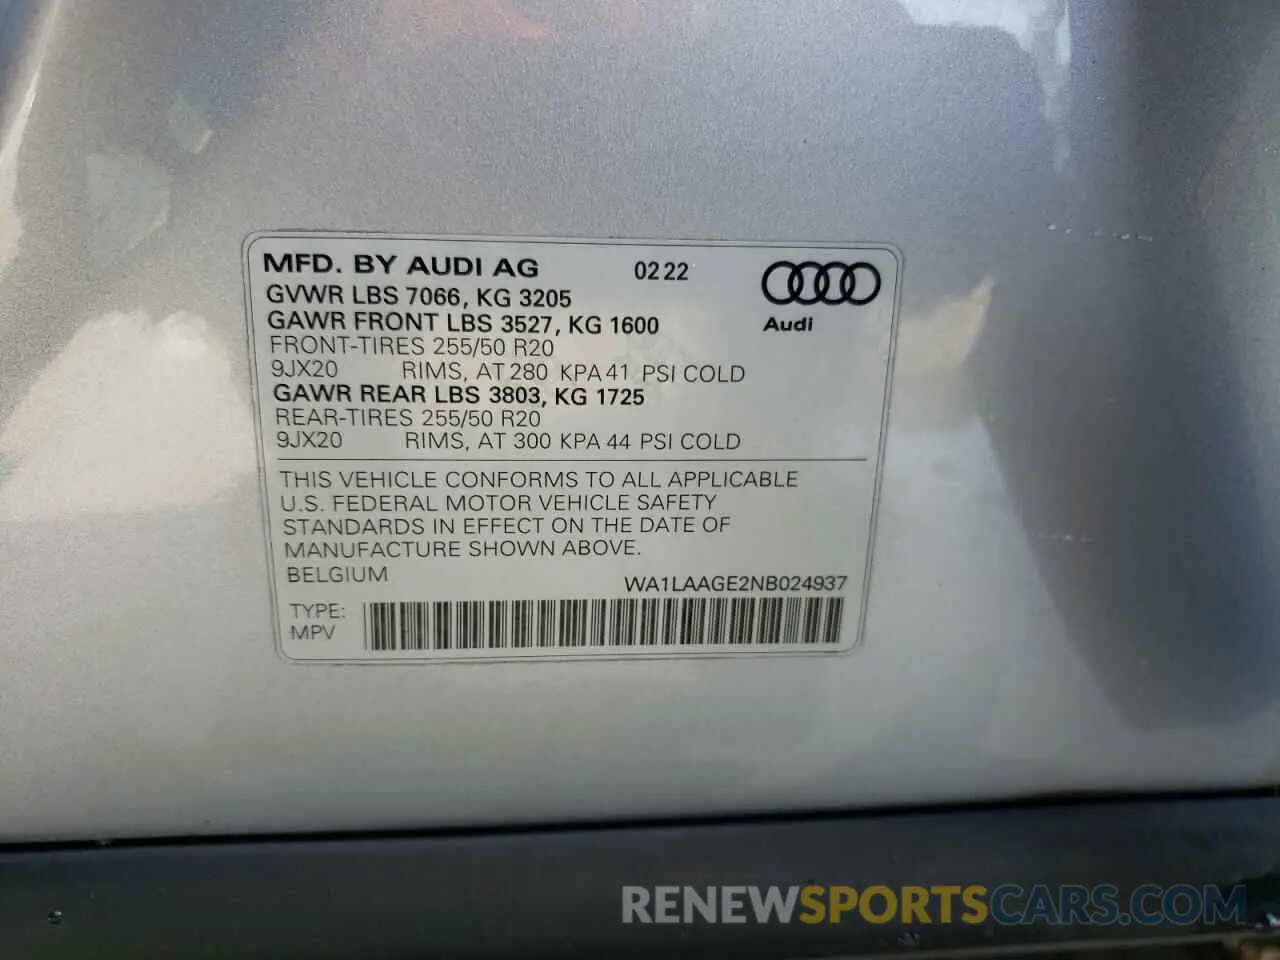 MFD. BY AUDI AG 02 22
GVWR LBS 7066, KG 3205
GAWR FRONT LBS 3527, KG 1600
Audi
FRONT-TIRES 255/50 R20
9JX20 RIMS, AT 280 KPA 41 PSI COLD
GAWR REAR LBS 3803, KG 1725
REAR-TIRES 255/50 R20
9JX20 RIMS, AT 300 KPA 44 PSI COLD
THIS VEHICLE CONFORMS TO ALL APPLICABLE
U.S. FEDERAL MOTOR VEHICLE SAFETY
STANDARDS IN EFFECT ON THE DATE OF
MANUFACTURE SHOWN ABOVE.
BELGIUM
WA1LAAGE2NB024937
TYPE:
MPV
RENEWSPORTSCARS.COM